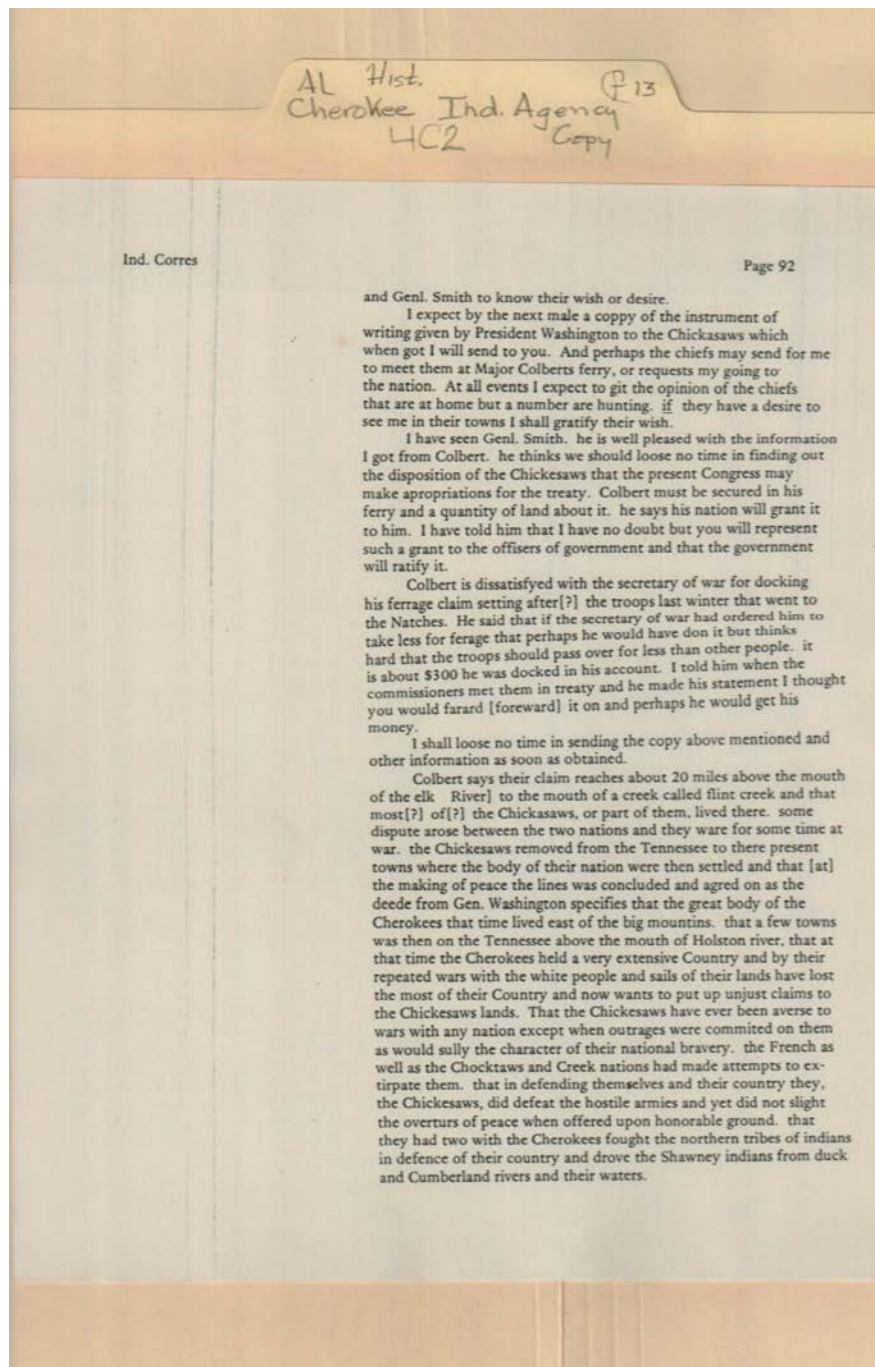 AL Hist. (f 13
Cherokee Ind. Agency
4C2 Copy
Ind. Corres Page 92
and Genl. Smith to know their wish or desire.
I expect by the next male a coppy of the instrument of
writing given by President Washington to the Chickasaws which
when got I will send to you. And perhaps the chiefs may send for me
to meet them at Major Colberts ferry, or requests my going to
the nation. At all events I expect to git the opinion of the chiefs
that are at home but a number are hunting. if they have a desire to
see me in their towns I shall gratify their wish.
I have seen Genl. Smith. he is well pleased with the information
I got from Colbert. he thinks we should loose no time in finding out
the disposition of the Chickesaws that the present Congress may
make apropriations for the treaty. Colbert must be secured in his
ferry and a quantity of land about it. he says his nation will grant it
to him. I have told him that I have no doubt but you will represent
such a grant to the offisers of government and that the government
will ratify it.
Colbert is dissatisfyed with the secretary of war for docking
his ferrage claim setting after[?] the troops last winter that went to
the Natches. He said that if the secretary of war had ordered him to
take less for ferage that perhaps he would have don it but thinks
hard that the troops should pass over for less than other people. it
is about $300 he was docked in his account. I told him when the
commissioners met them in treaty and he made his statement I thought
you would farard [foreward] it on and perhaps he would get his
money.
I shall loose no time in sending the copy above mentioned and
other information as soon as obtained.
Colbert says their claim reaches about 20 miles above the mouth
of the elk River] to the mouth of a creek called flint creek and that
most[?] of[?] the Chickasaws, or part of them, lived there. some
dispute arose between the two nations and they ware for some time at
war. the Chickesaws removed from the Tennessee to there present
towns where the body of their nation were then settled and that [at]
the making of peace the lines was concluded and agred on as the
deede from Gen. Washington specifies that the great body of the
Cherokees that time lived east of the big mountins. that a few towns
was then on the Tennessee above the mouth of Holston river, that at
that time the Cherokees held a very extensive Country and by their
repeated wars with the white people and sails of their lands have lost
the most of their Country and now wants to put up unjust claims to
the Chickesaws lands. That the Chickesaws have ever been averse to
wars with any nation except when outrages were commited on them
as would sully the character of their national bravery. the French as
well as the Chocktaws and Creek nations had made attempts to ex-
tirpate them. that in defending themselves and their country they,
the Chickesaws, did defeat the hostile armies and yet did not slight
the overturs of peace when offered upon honorable ground. that
they had two with the Cherokees fought the northern tribes of indians
in defence of their country and drove the Shawney indians from duck
and Cumberland rivers and their waters.